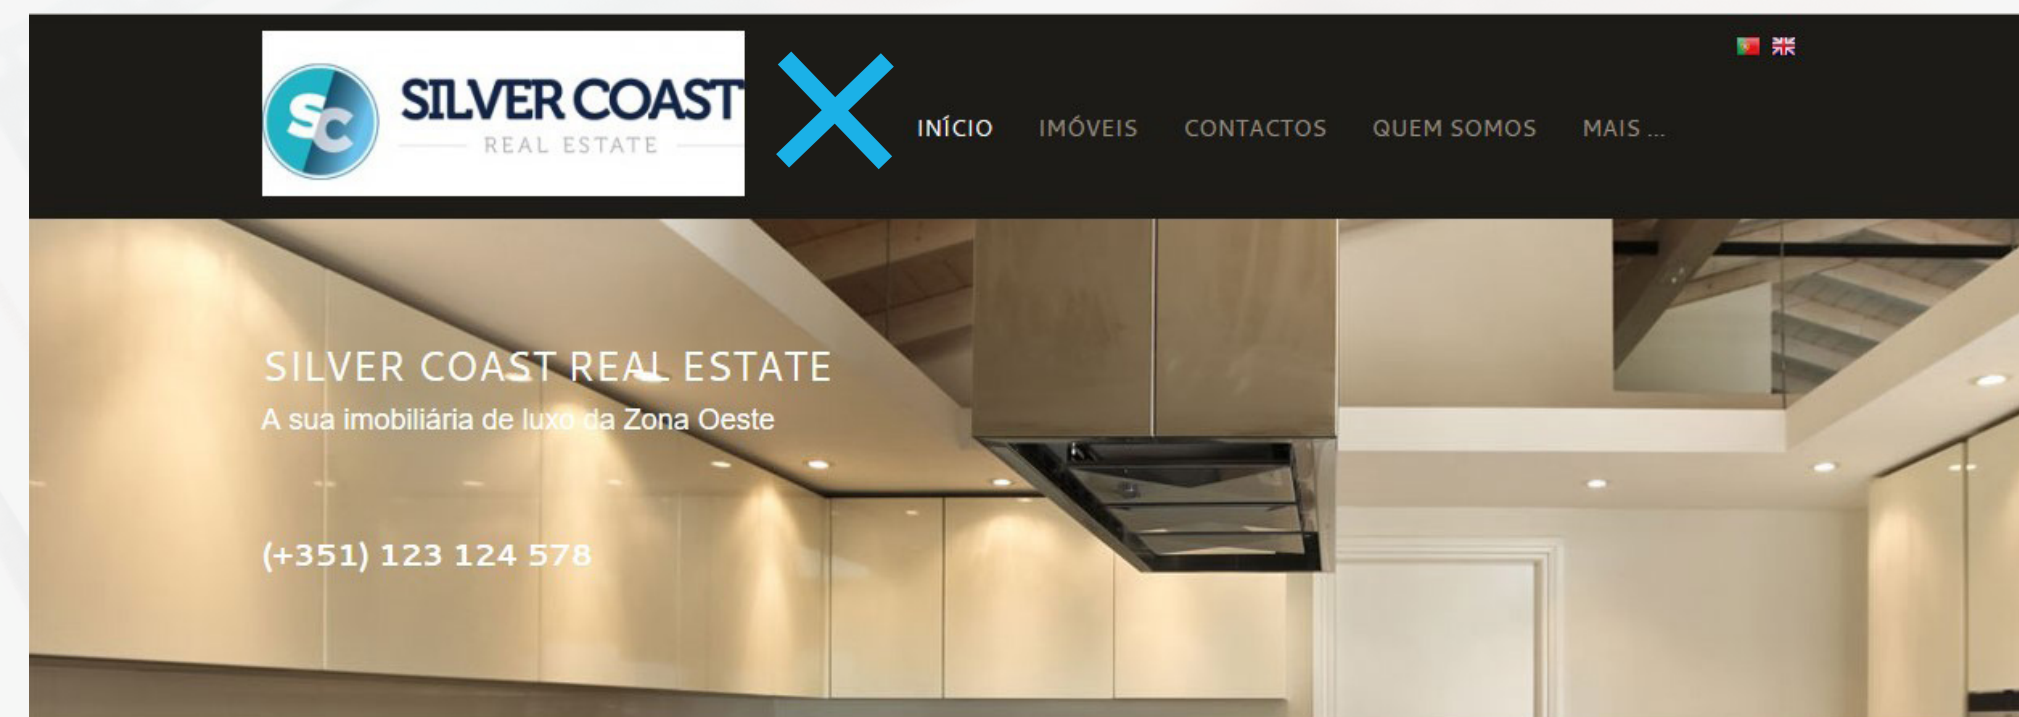 SC
SILVER COAST
REAL ESTATE
INÍCIO IMÓVEIS CONTACTOS QUEM SOMOS MAIS ...
SILVER COAST REAL ESTATE
A sua imobiliária de luxo da Zona Oeste
(+351) 123 124 578